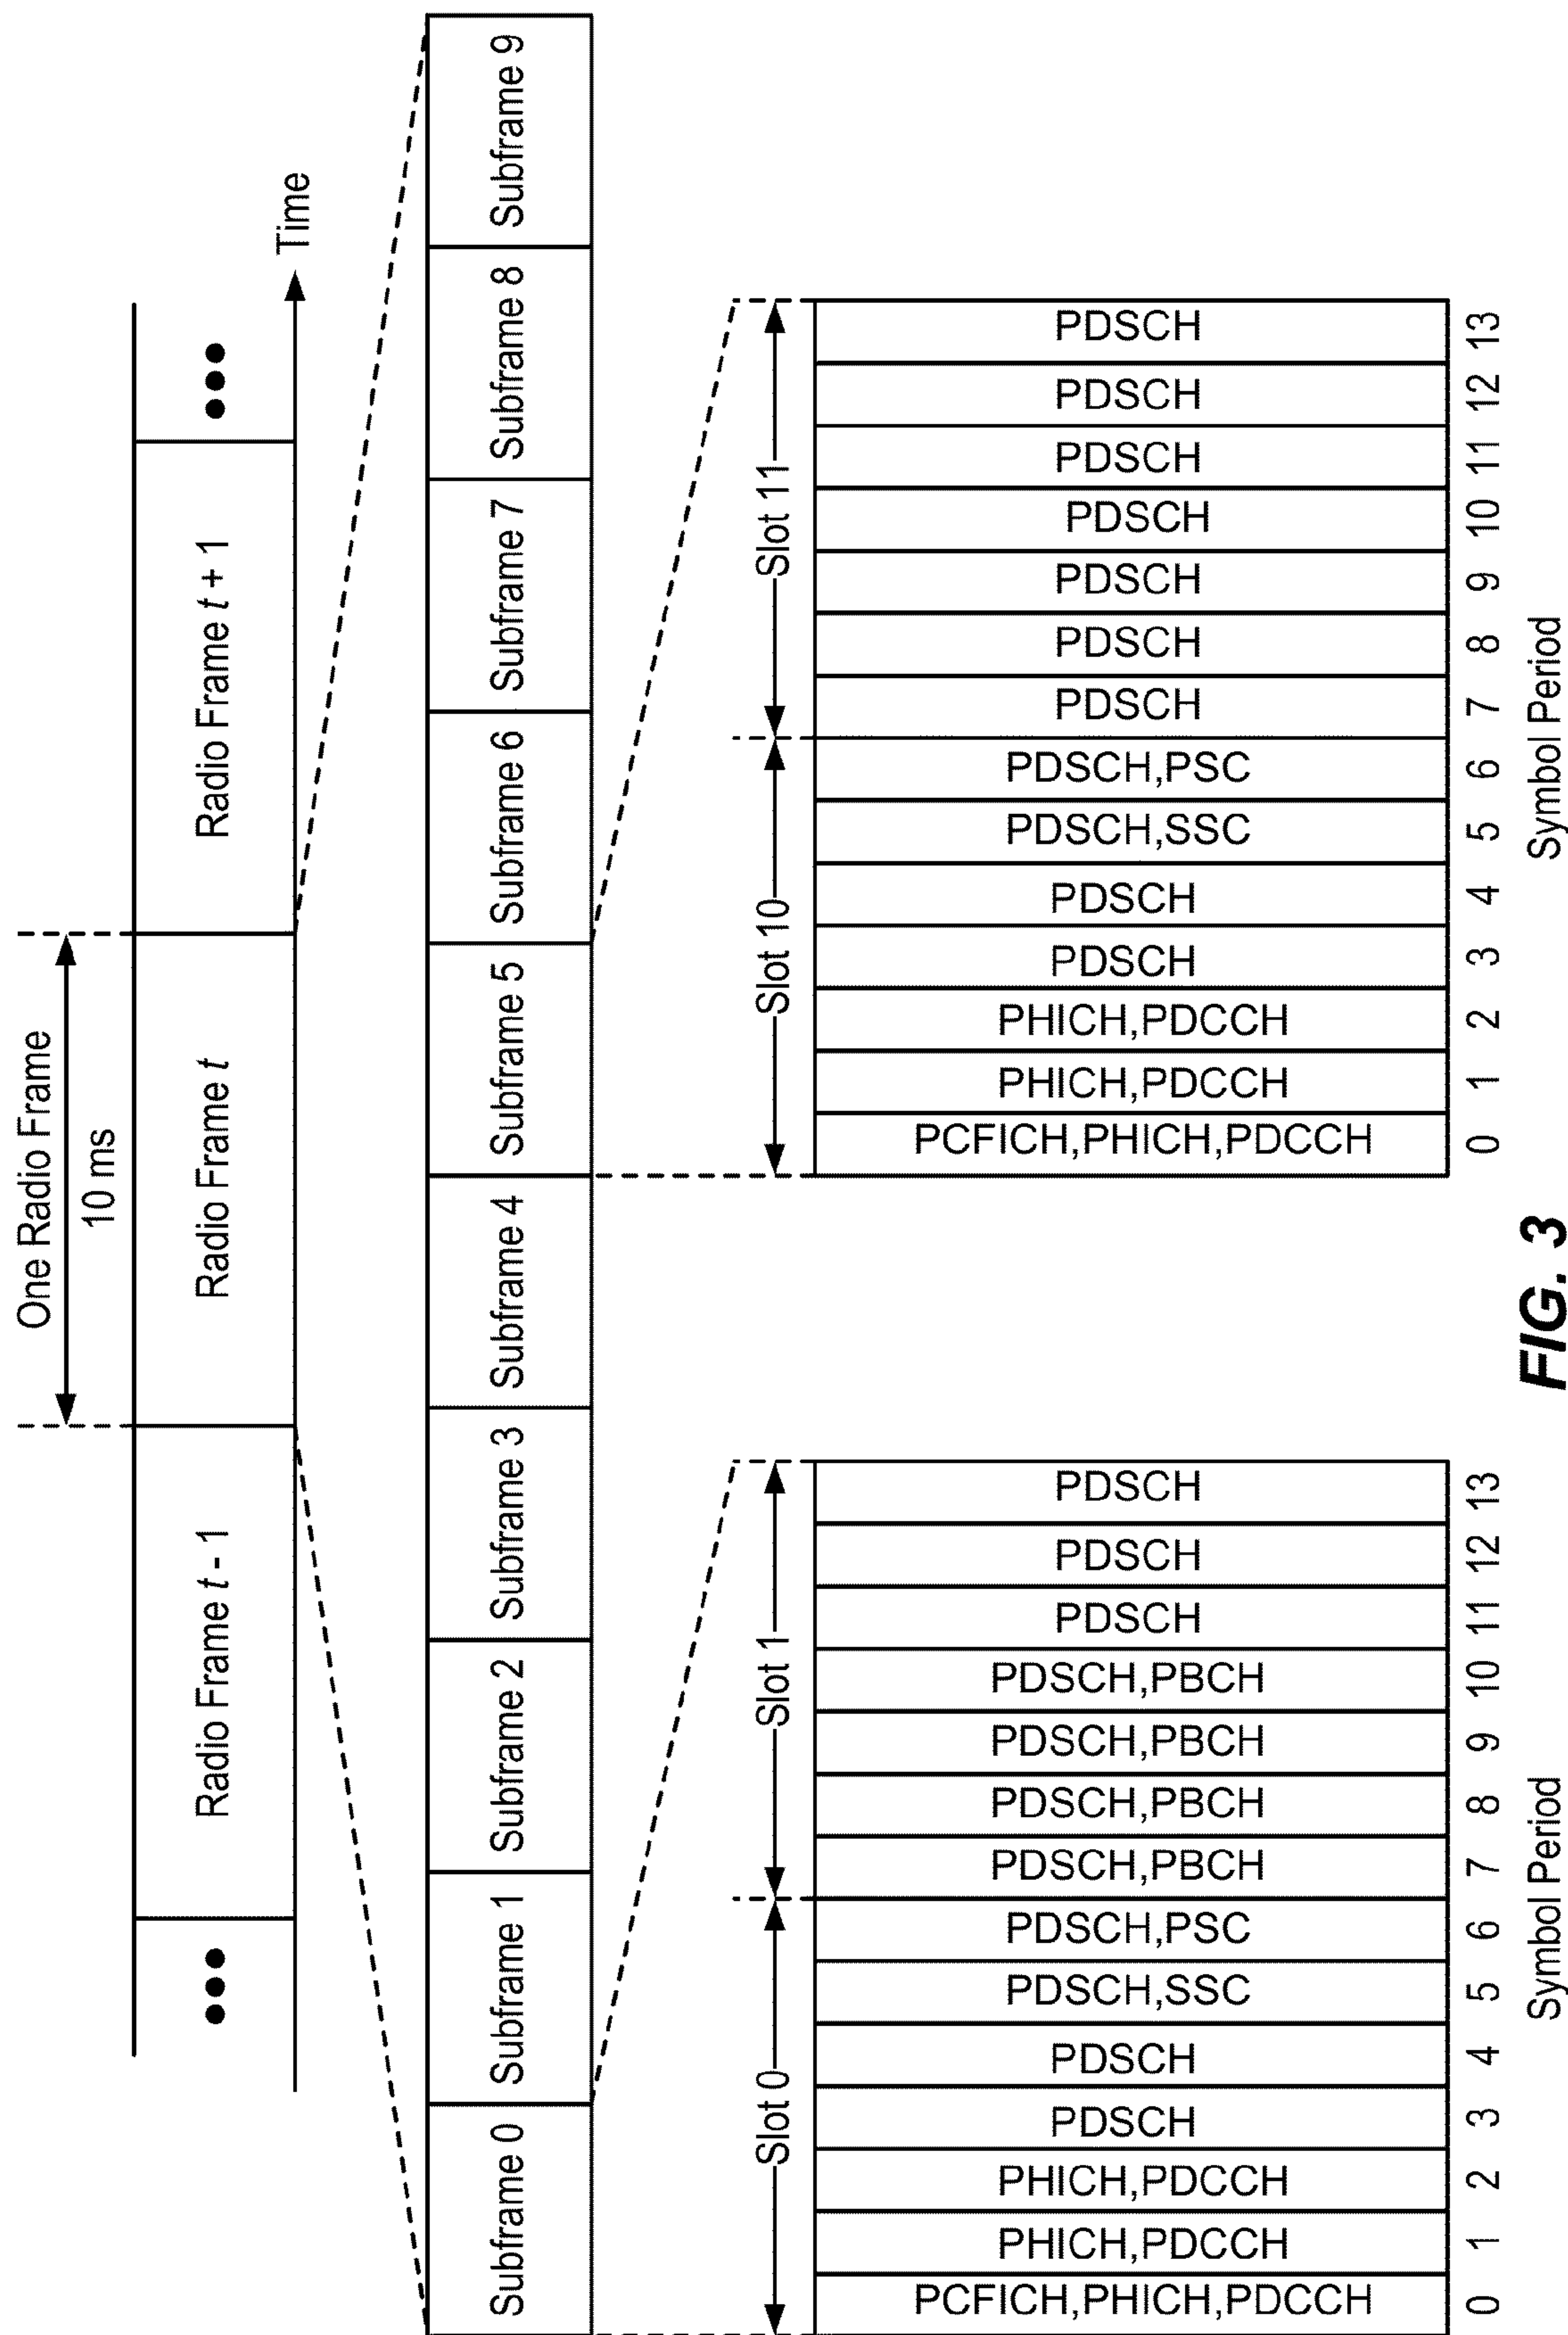 One Radio Frame
10 ms
Radio Frame t - 1
Radio Frame t
Radio Frame t + 1
Time
Subframe 0
Subframe 1
Subframe 2
Subframe 3
Subframe 4
Subframe 5
Subframe 6
Subframe 7
Subframe 8
Subframe 9
Slot 0
Slot 1
PCFICH,PHICH,PDCCH
PHICH,PDCCH
PHICH,PDCCH
PDSCH
PDSCH
PDSCH,SSC
PDSCH,PSC
PDSCH,PBCH
PDSCH,PBCH
PDSCH,PBCH
PDSCH,PBCH
PDSCH
PDSCH
PDSCH
0 1 2 3 4 5 6 7 8 9 10 11 12 13
Symbol Period
Slot 10
Slot 11
PCFICH,PHICH,PDCCH
PHICH,PDCCH
PHICH,PDCCH
PDSCH
PDSCH
PDSCH,SSC
PDSCH,PSC
PDSCH
PDSCH
PDSCH
PDSCH
PDSCH
PDSCH
PDSCH
0 1 2 3 4 5 6 7 8 9 10 11 12 13
Symbol Period
FIG. 3